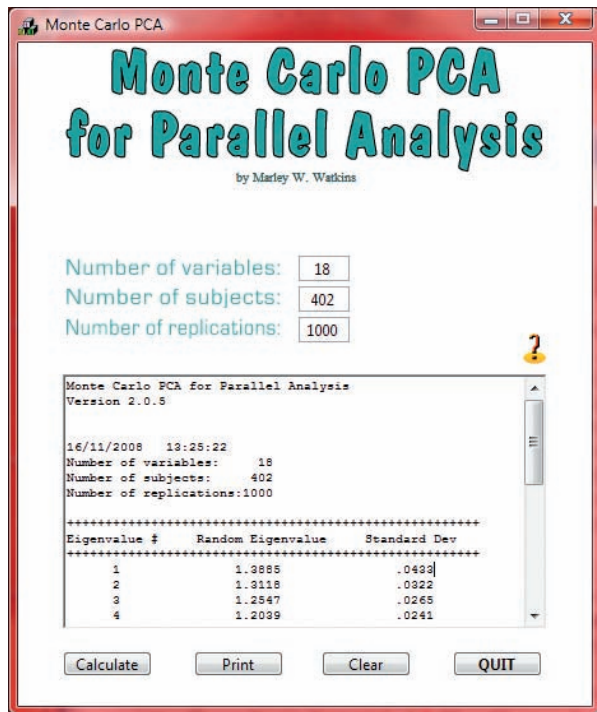 Monte Carlo PCA
Monte Carlo PCA
for Parallel Analysis
by Marley W. Watkins
Number of variables: 18
Number of subjects: 402
Number of replications: 1000
?
Monte Carlo PCA for Parallel Analysis
Version 2.0.5
16/11/2008 13:25:22
Number of variables: 18
Number of subjects: 402
Number of replications:1000
++++++++++++++++++++++++++++++++++++++++++++++++++++
Eigenvalue # Random Eigenvalue Standard Dev
++++++++++++++++++++++++++++++++++++++++++++++++++++
1 1.3885 .0433
2 1.3118 .0322
3 1.2547 .0265
4 1.2039 .0241
Calculate Print Clear QUIT